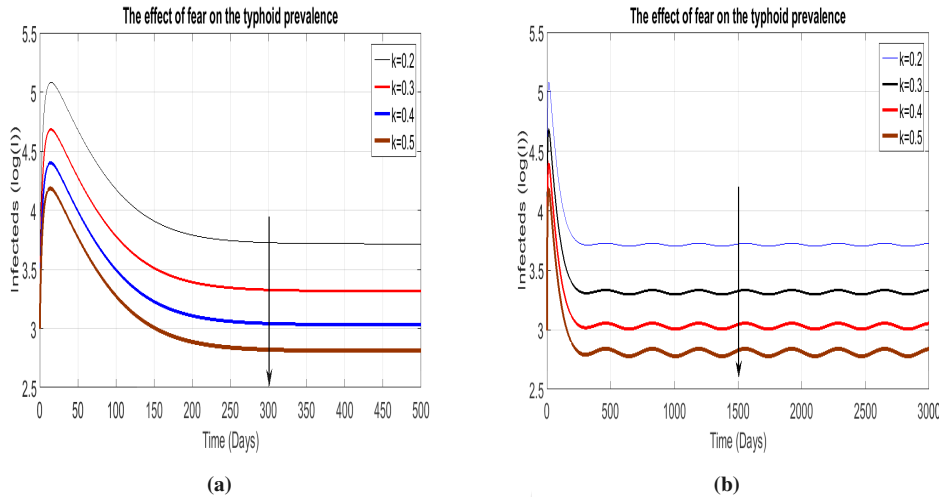 The effect of fear on the typhoid prevalence
5.5
5
4.5
4
3.5
3
2.5
Infecteds (log(I))
k=0.2
k=0.3
k=0.4
k=0.5
0 50 100 150 200 250 300 350 400 450 500
Time (Days)
(a)
The effect of fear on the typhoid prevalence
5.5
5
4.5
4
3.5
3
2.5
Infecteds (log(I))
k=0.2
k=0.3
k=0.4
k=0.5
0 500 1000 1500 2000 2500 3000
Time (Days)
(b)